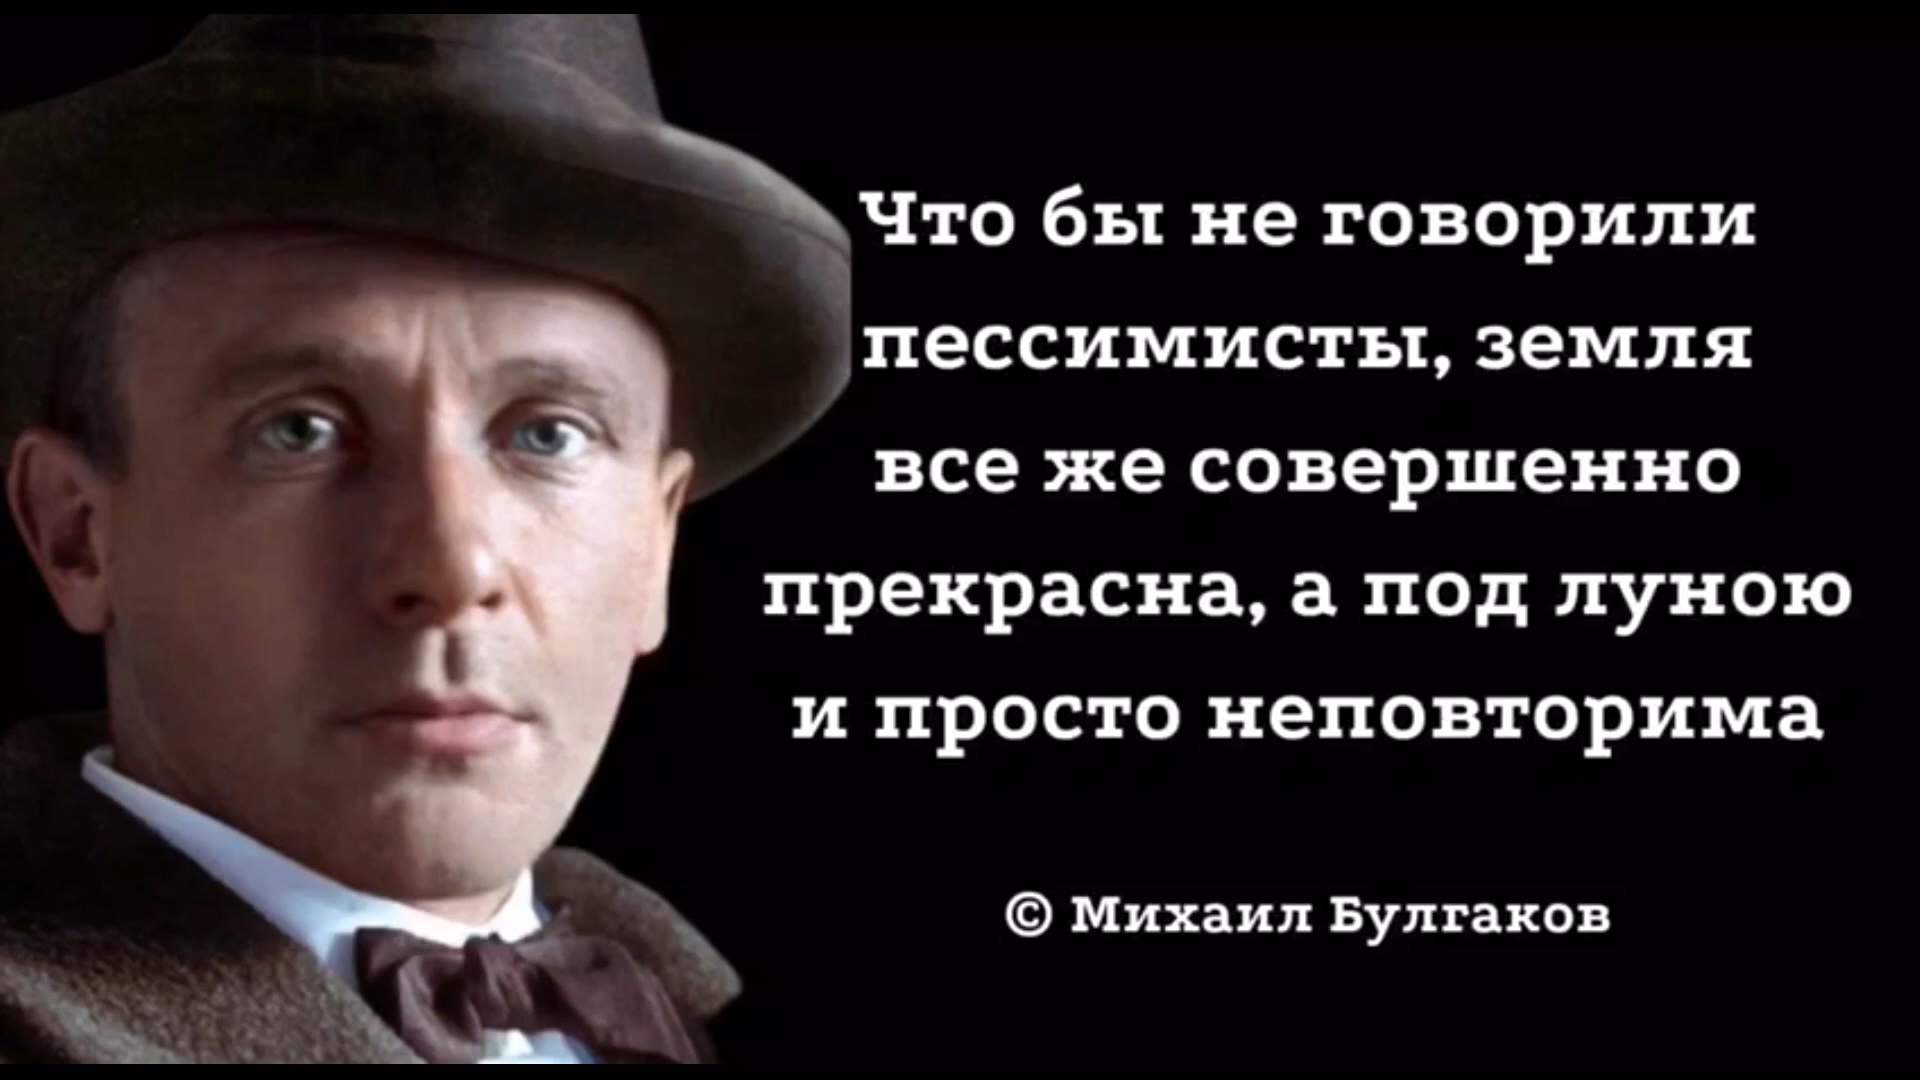 Что бы не говорили
пессимисты, земля
все же совершенно
прекрасна, а под луною
и просто неповторима
© Михаил Булгаков